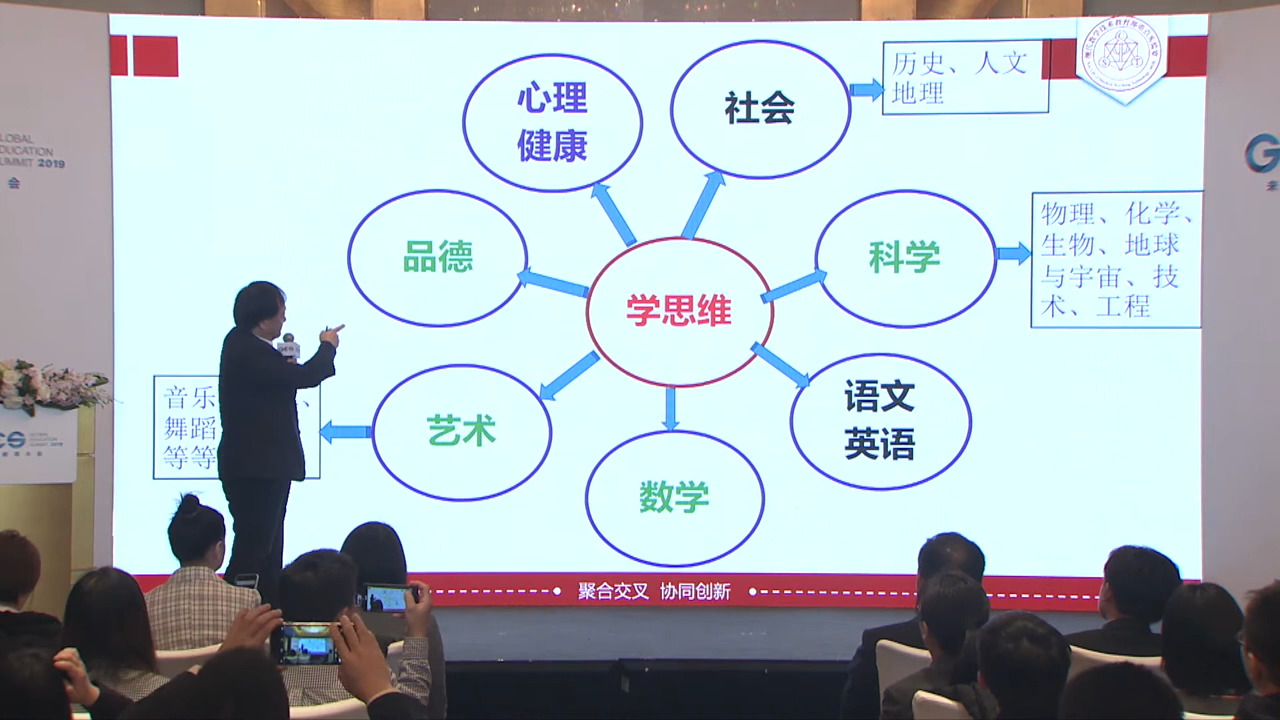 心理
健康
社会
历史、人文
地理
品德
学思维
科学
物理、化学、
生物、地球
与宇宙、技
术、工程
音乐
舞蹈
等等
艺术
数学
语文
英语
聚合交叉 协同创新
SUMMIT 2019
会